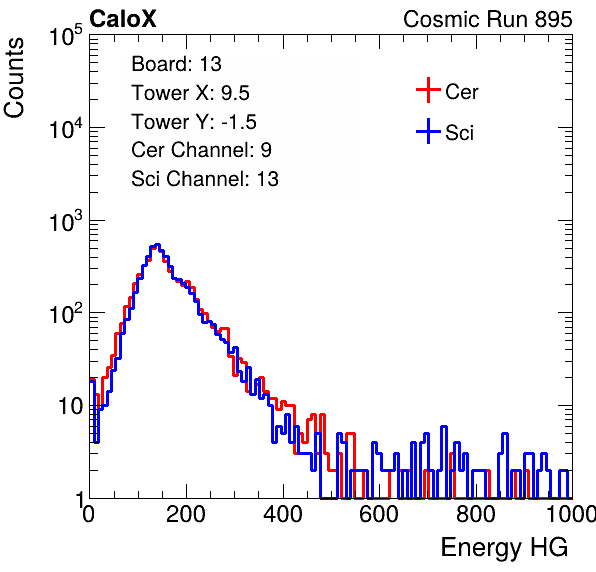 CaloX Cosmic Run 895
Counts
10^5
10^4
10^3
10^2
10
1
Board: 13
Tower X: 9.5
Tower Y: -1.5
Cer Channel: 9
Sci Channel: 13
Cer
Sci
0 200 400 600 800 1000
Energy HG